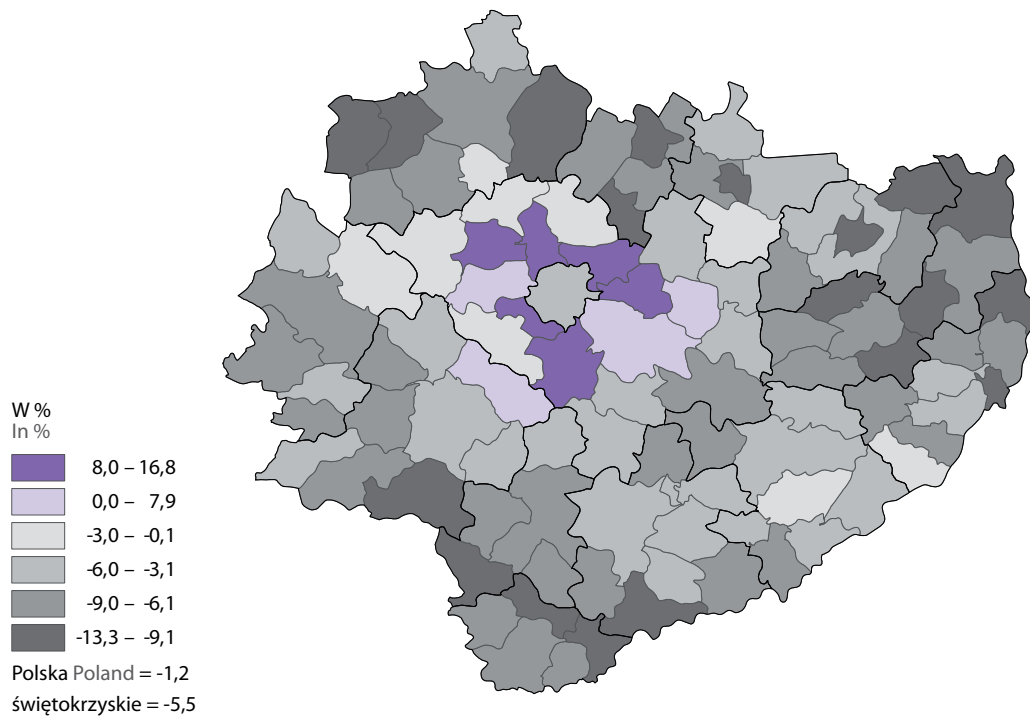 W %
In %
8,0 – 16,8
0,0 – 7,9
-3,0 – -0,1
-6,0 – -3,1
-9,0 – -6,1
-13,3 – -9,1
Polska Poland = -1,2
świętokrzyskie = -5,5